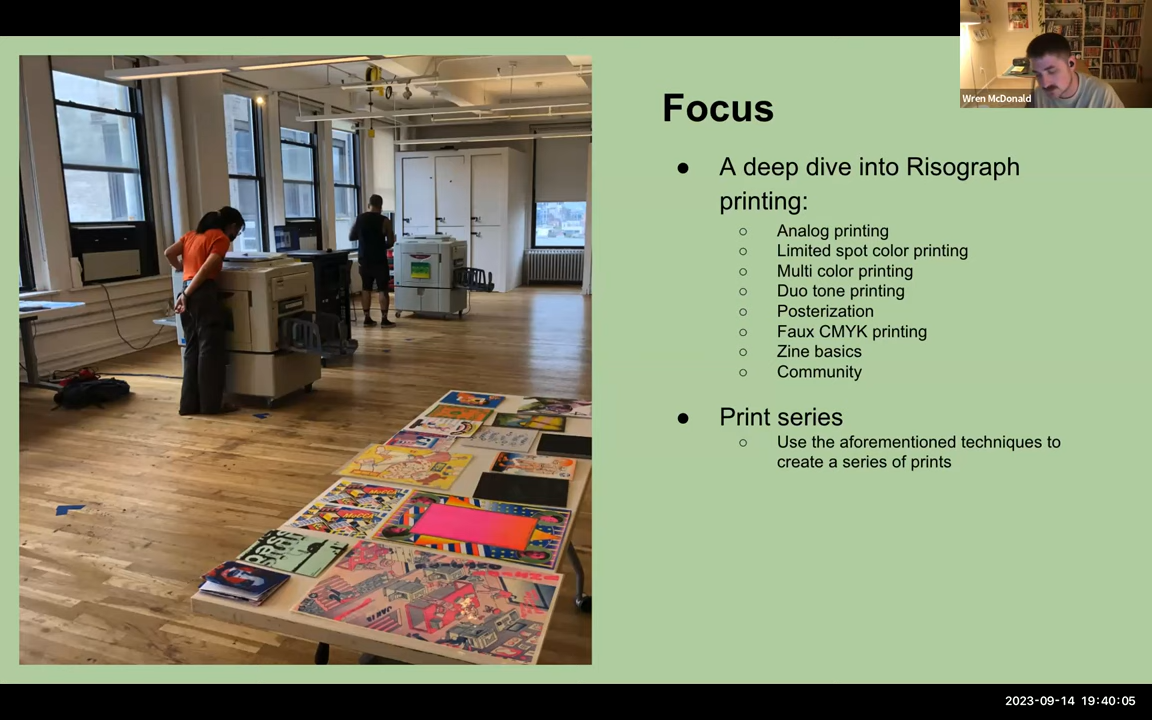 Wren McDonald
Focus
● A deep dive into Risograph
printing:
○ Analog printing
○ Limited spot color printing
○ Multi color printing
○ Duo tone printing
○ Posterization
○ Faux CMYK printing
○ Zine basics
○ Community
● Print series
○ Use the aforementioned techniques to
create a series of prints
2023-09-14 19:40:05